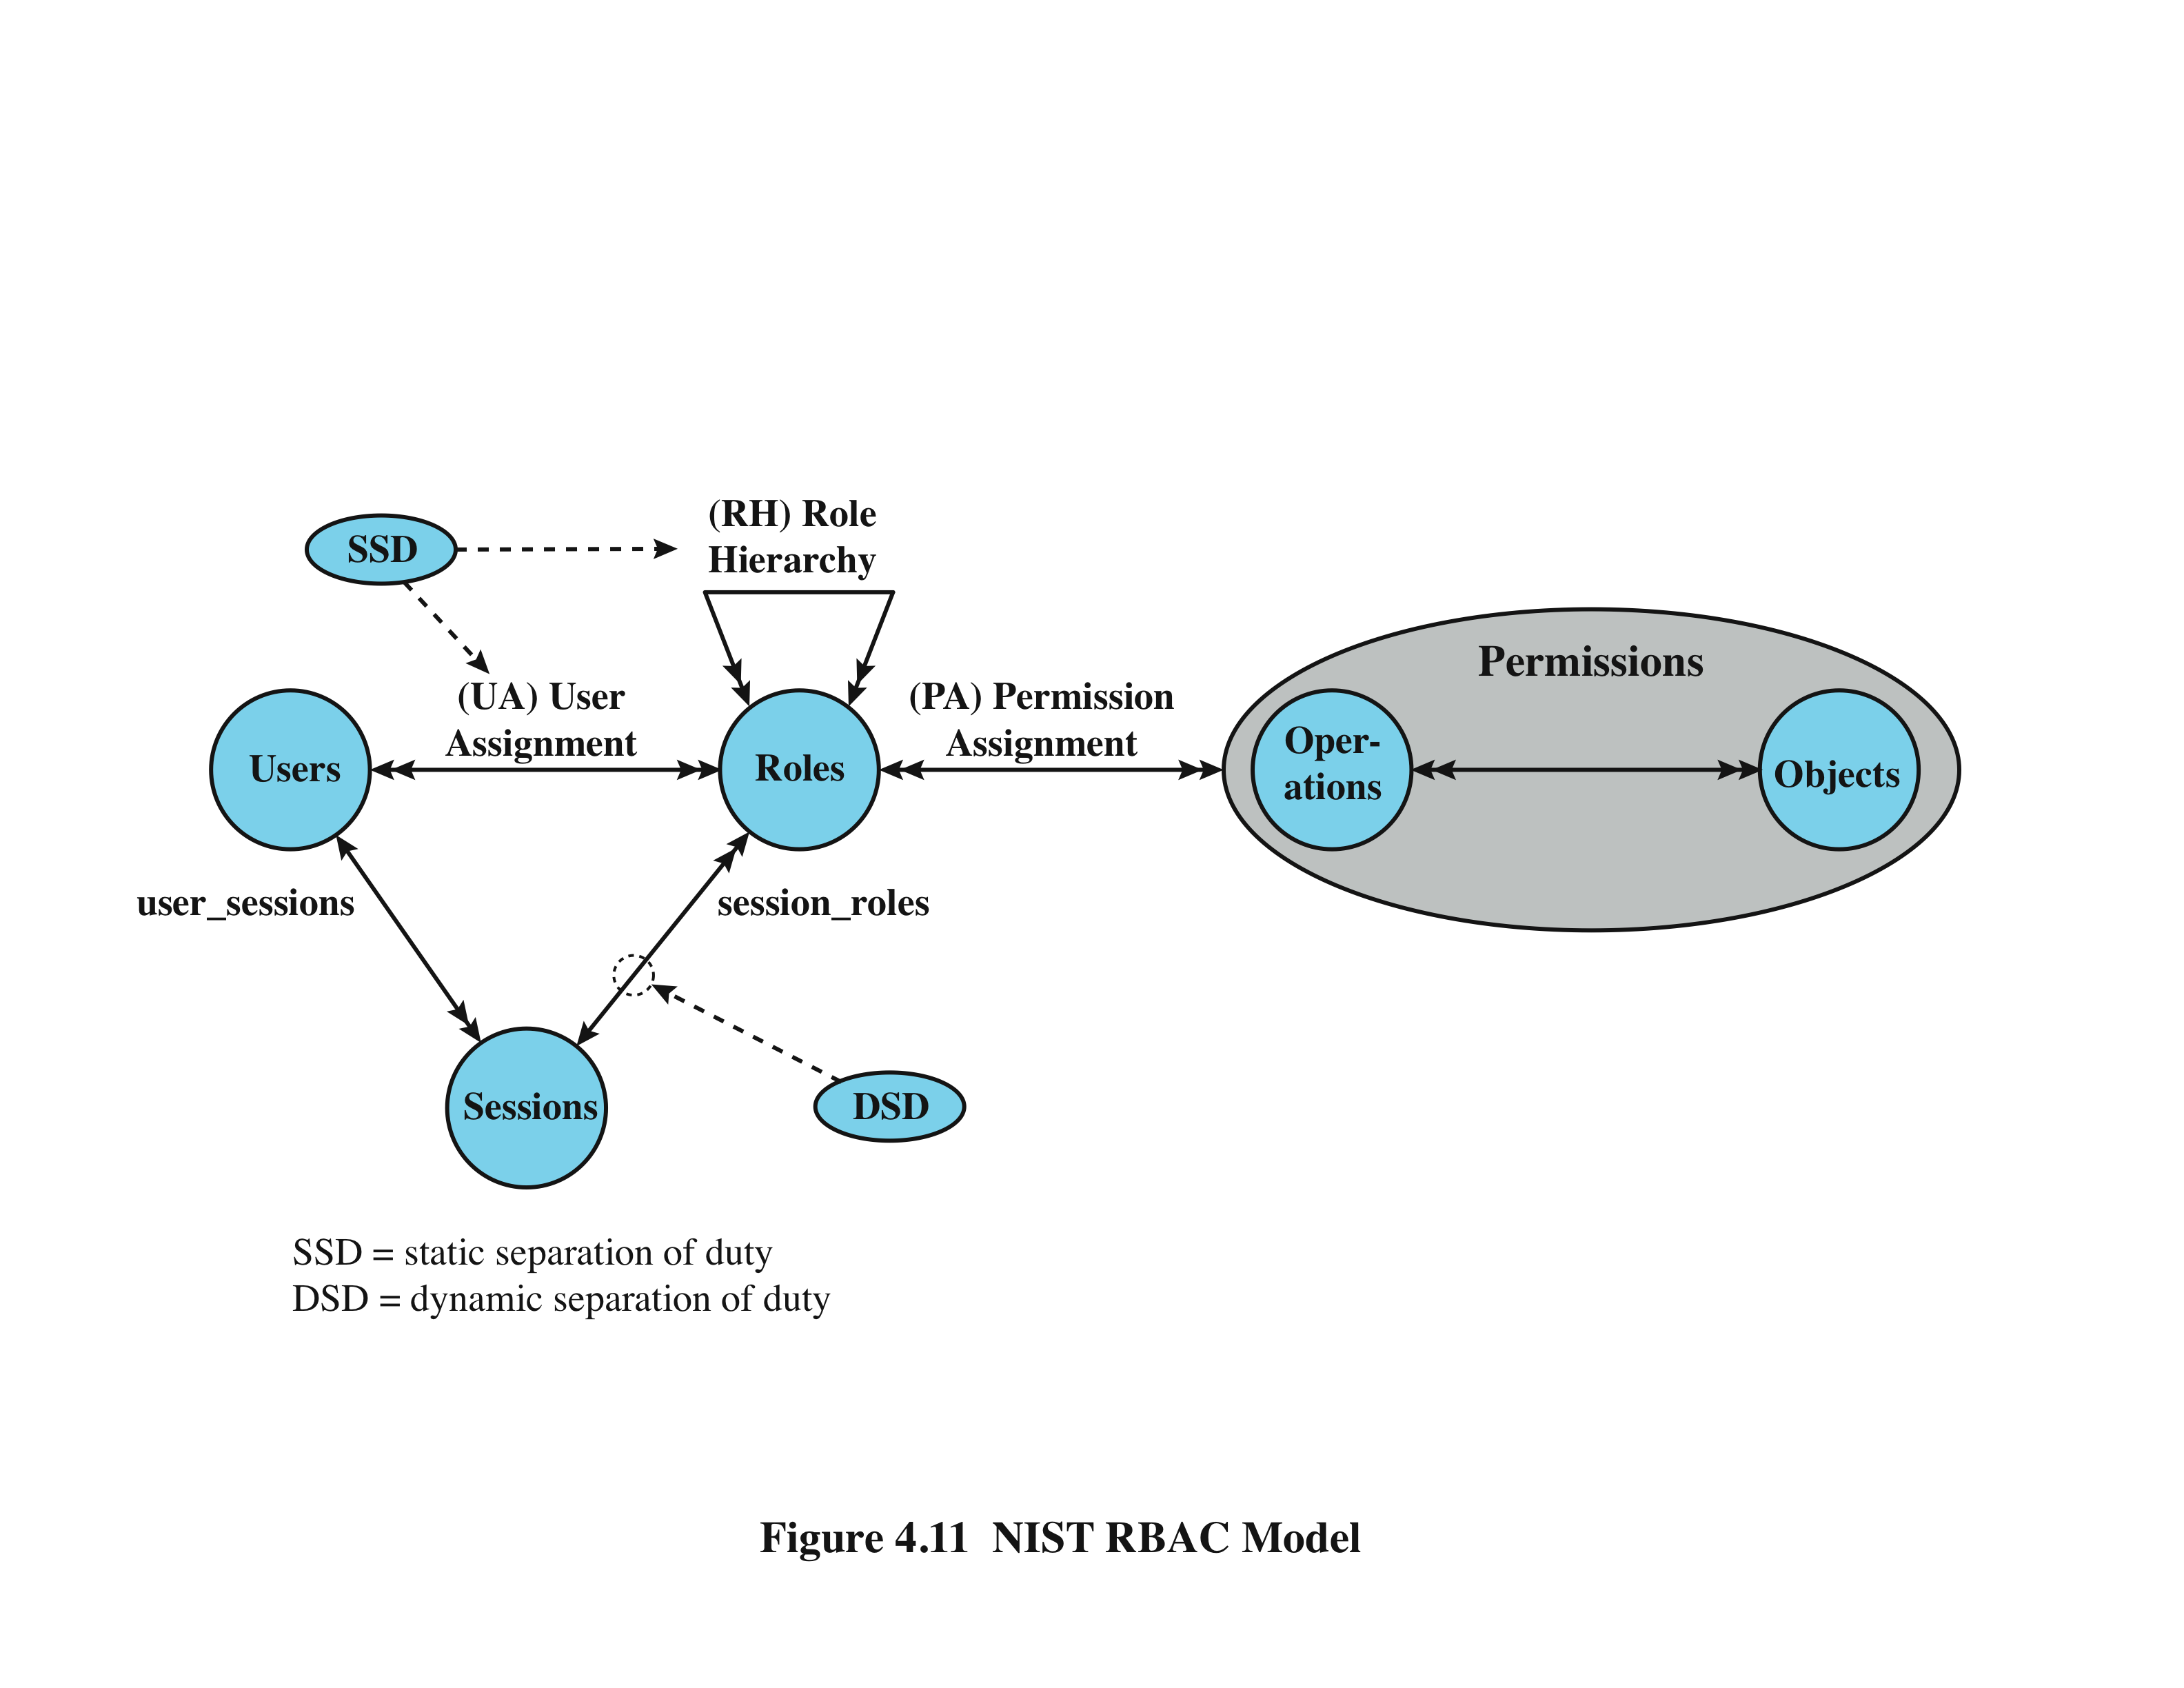 (RH) Role
Hierarchy
SSD
Permissions
(UA) User
Assignment
(PA) Permission
Assignment
Users
Roles
Oper-
ations
Objects
user_sessions
session_roles
Sessions
DSD
SSD = static separation of duty
DSD = dynamic separation of duty
Figure 4.11 NIST RBAC Model